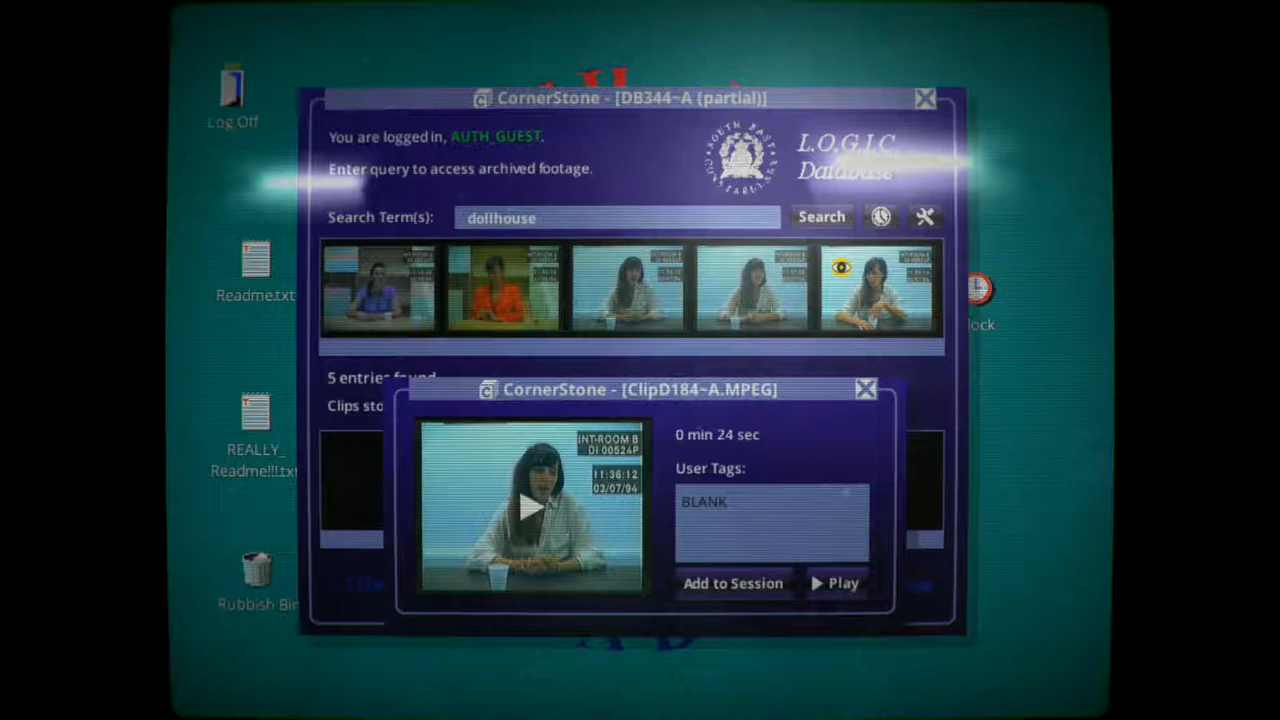 Log Off
CornerStone - [DB344~A (partial)]
You are logged in, AUTH_GUEST.
Enter query to access archived footage.
SOUTH EAST
L.O.G.I.C.
Database
Search Term(s):
dollhouse
Search
Readme.txt
5 entries found
Clips sto
CornerStone - [ClipD184~A.MPEG]
INT-ROOM B
DI 00524P
11:36:12
03/07/94
0 min 24 sec
User Tags:
BLANK
Add to Session
Play
REALLY_
Readme!!!.txt
Rubbish Bin
lock